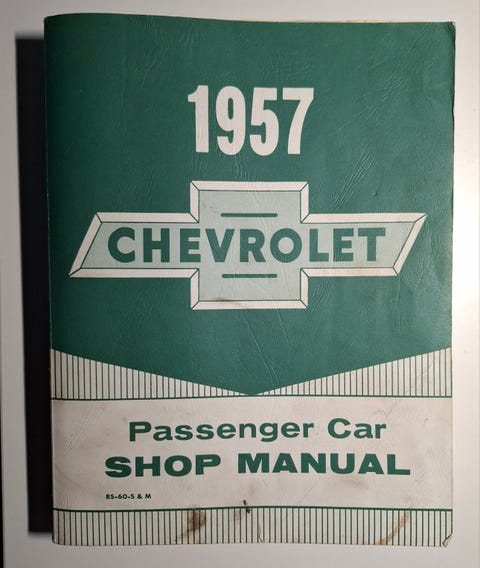 1957
CHEVROLET
Passenger Car
SHOP MANUAL
RS-60-S & M